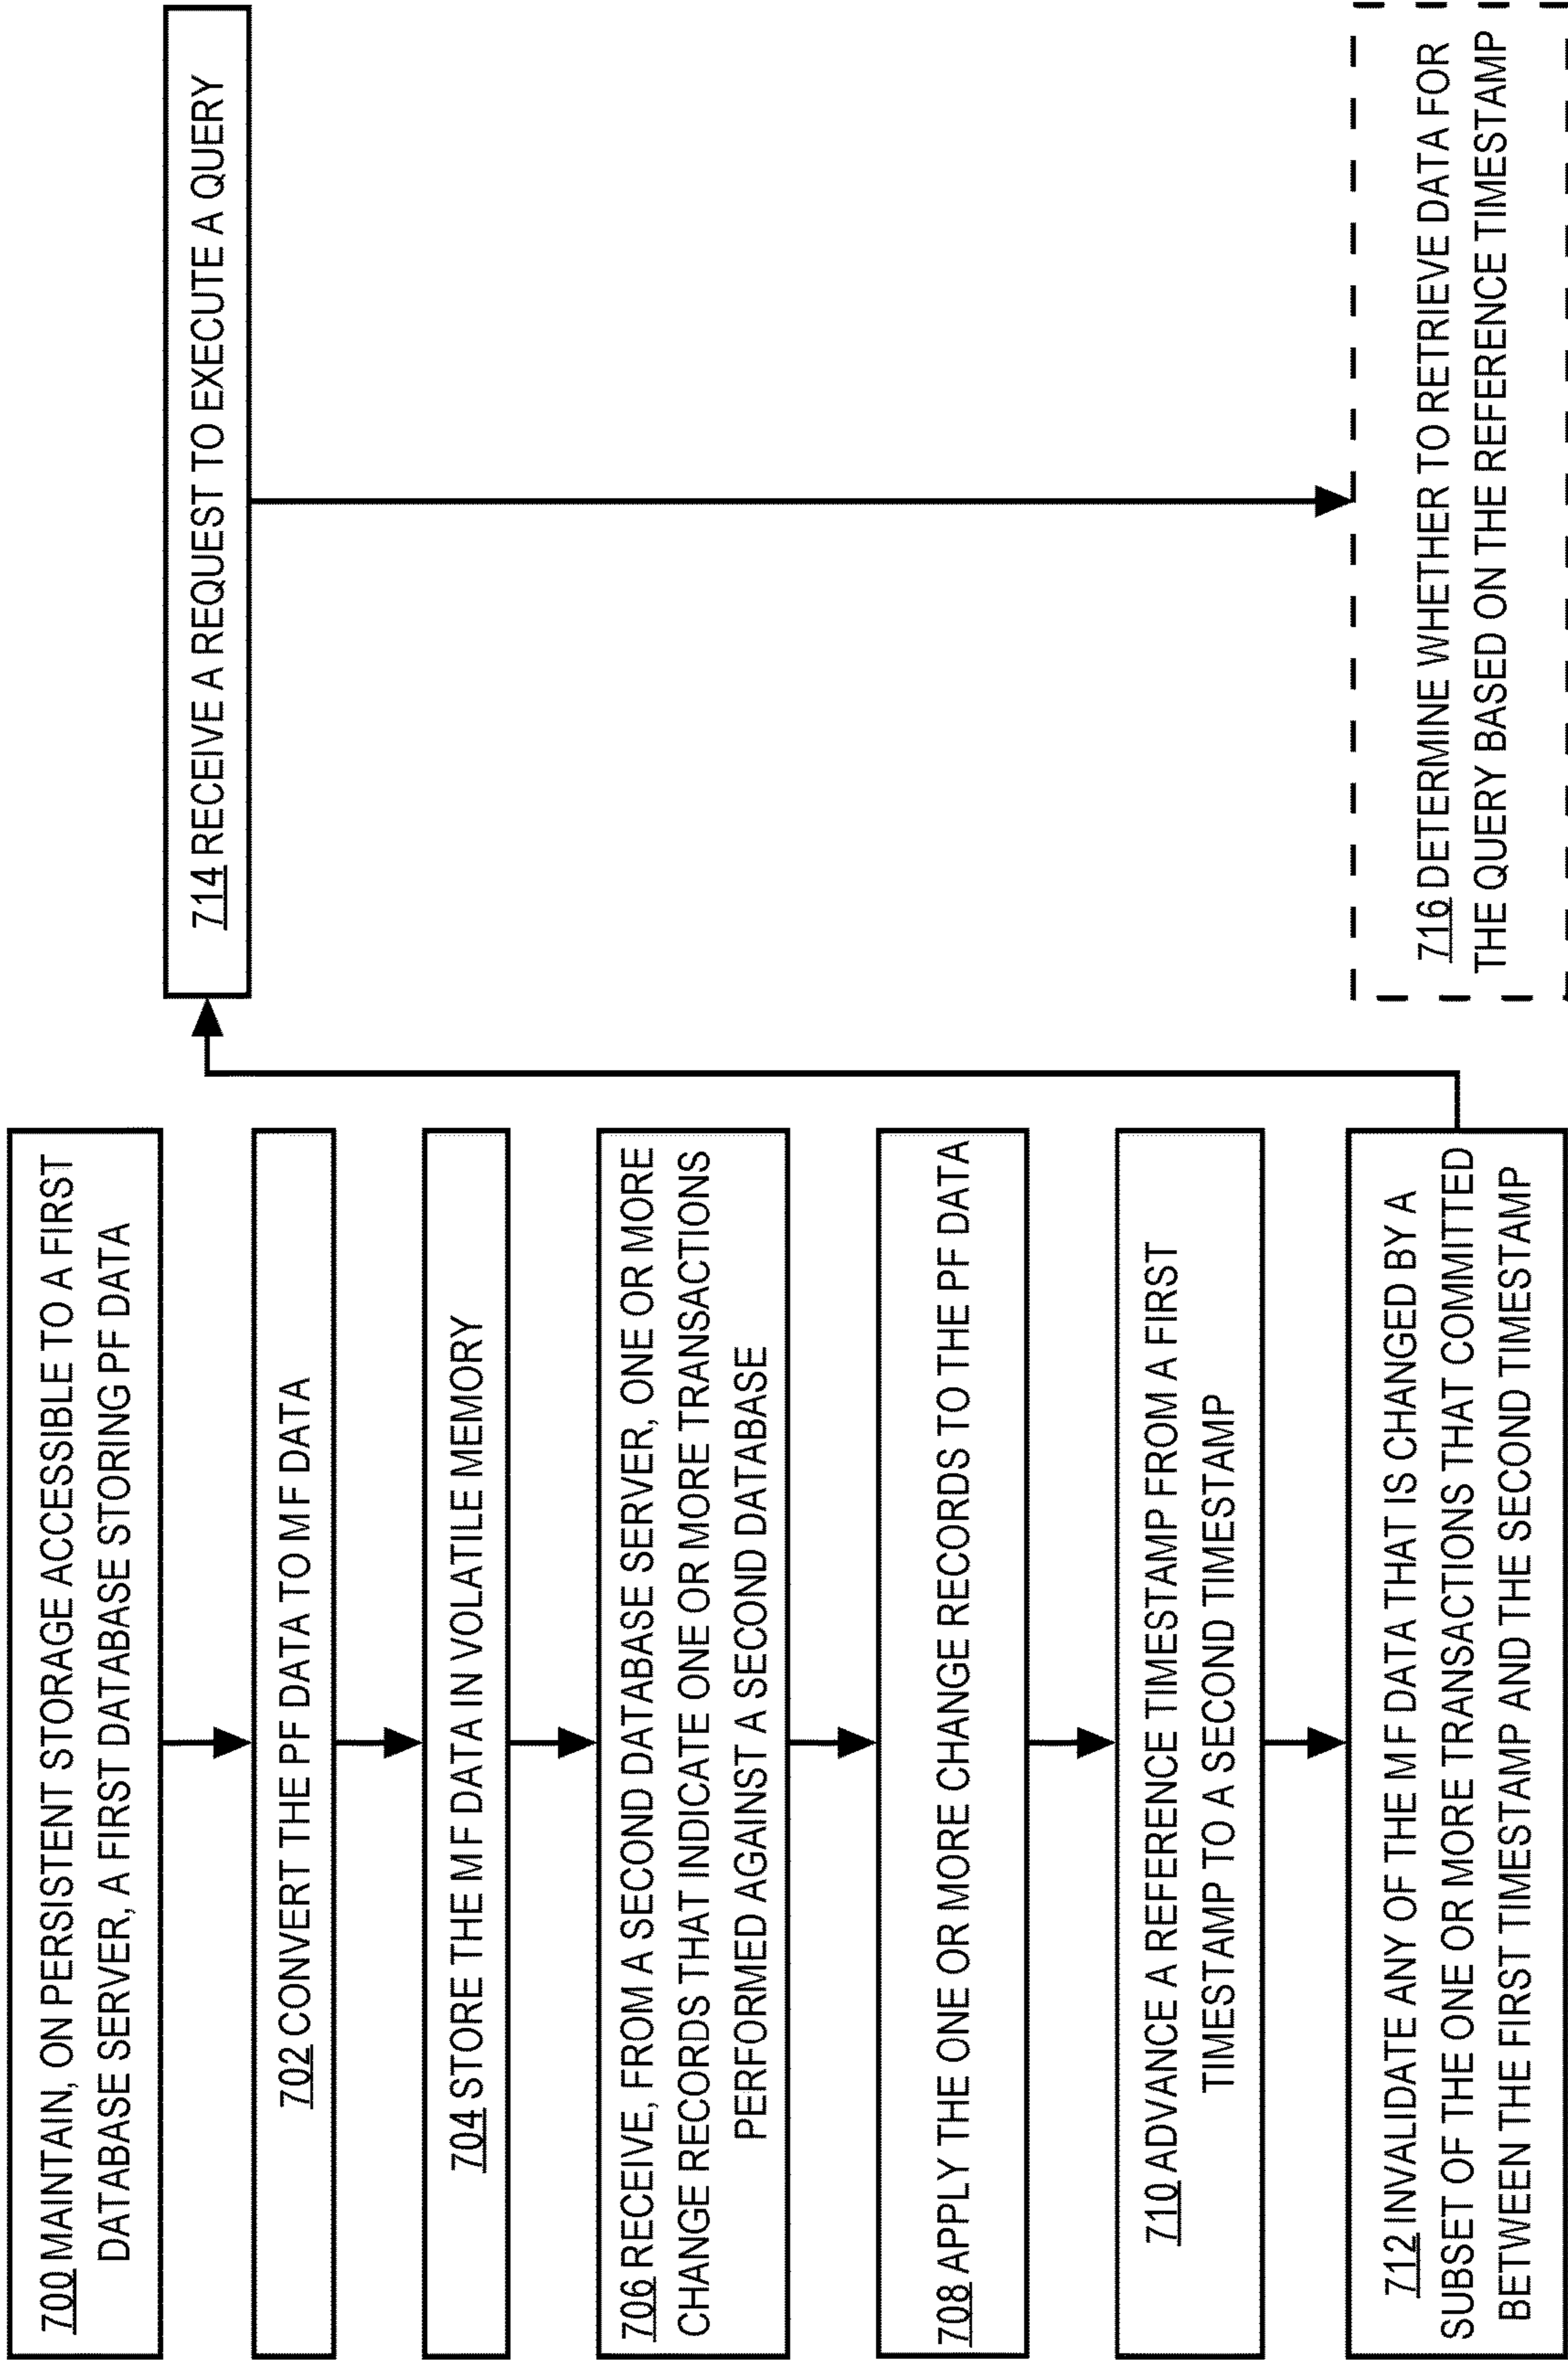 700 MAINTAIN, ON PERSISTENT STORAGE ACCESSIBLE TO A FIRST
DATABASE SERVER, A FIRST DATABASE STORING PF DATA
702 CONVERT THE PF DATA TO MF DATA
704 STORE THE MF DATA IN VOLATILE MEMORY
706 RECEIVE, FROM A SECOND DATABASE SERVER, ONE OR MORE
CHANGE RECORDS THAT INDICATE ONE OR MORE TRANSACTIONS
PERFORMED AGAINST A SECOND DATABASE
708 APPLY THE ONE OR MORE CHANGE RECORDS TO THE PF DATA
710 ADVANCE A REFERENCE TIMESTAMP FROM A FIRST
TIMESTAMP TO A SECOND TIMESTAMP
712 INVALIDATE ANY OF THE MF DATA THAT IS CHANGED BY A
SUBSET OF THE ONE OR MORE TRANSACTIONS THAT COMMITTED
BETWEEN THE FIRST TIMESTAMP AND THE SECOND TIMESTAMP
714 RECEIVE A REQUEST TO EXECUTE A QUERY
716 DETERMINE WHETHER TO RETRIEVE DATA FOR
THE QUERY BASED ON THE REFERENCE TIMESTAMP